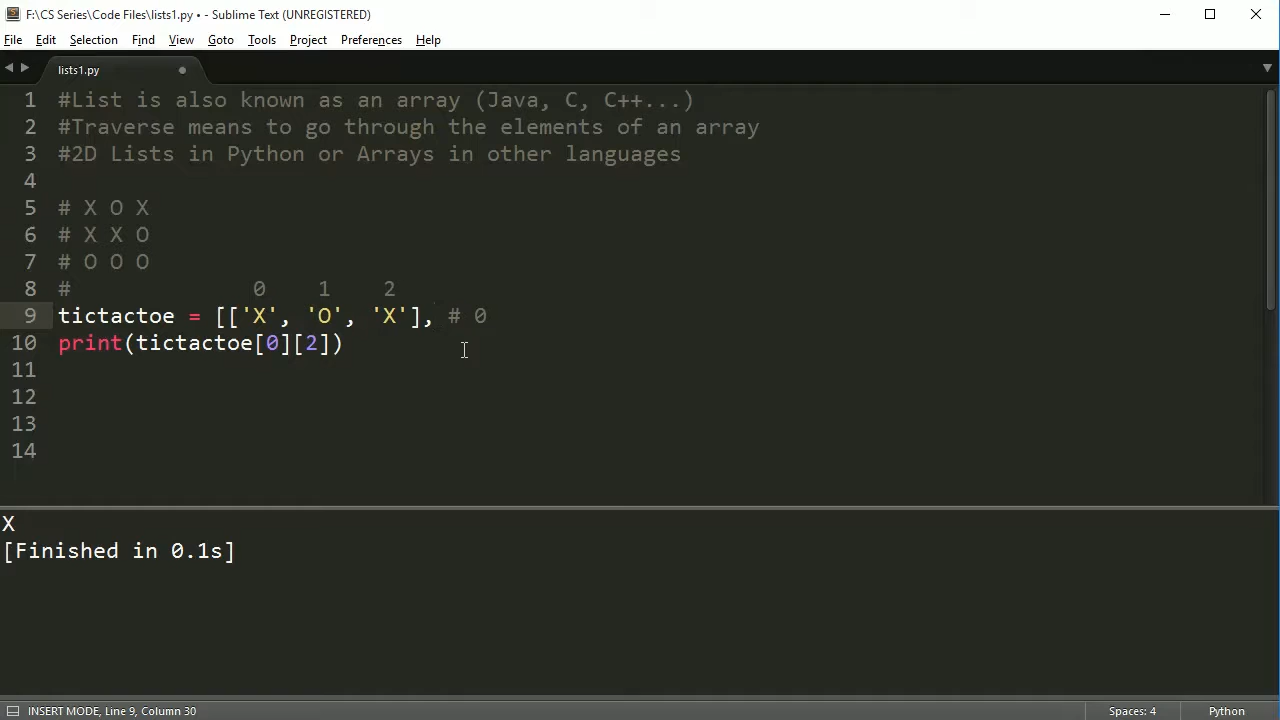 F:\CS Series\Code Files\lists1.py • - Sublime Text (UNREGISTERED)
File Edit Selection Find View Goto Tools Project Preferences Help
lists1.py
1 #List is also known as an array (Java, C, C++...)
2 #Traverse means to go through the elements of an array
3 #2D Lists in Python or Arrays in other languages
4
5 # X O X
6 # X X O
7 # O O O
8 # 0 1 2
9 tictactoe = [['X', 'O', 'X'], # 0
10 print(tictactoe[0][2])
11
12
13
14
X
[Finished in 0.1s]
INSERT MODE, Line 9, Column 30 Spaces: 4 Python